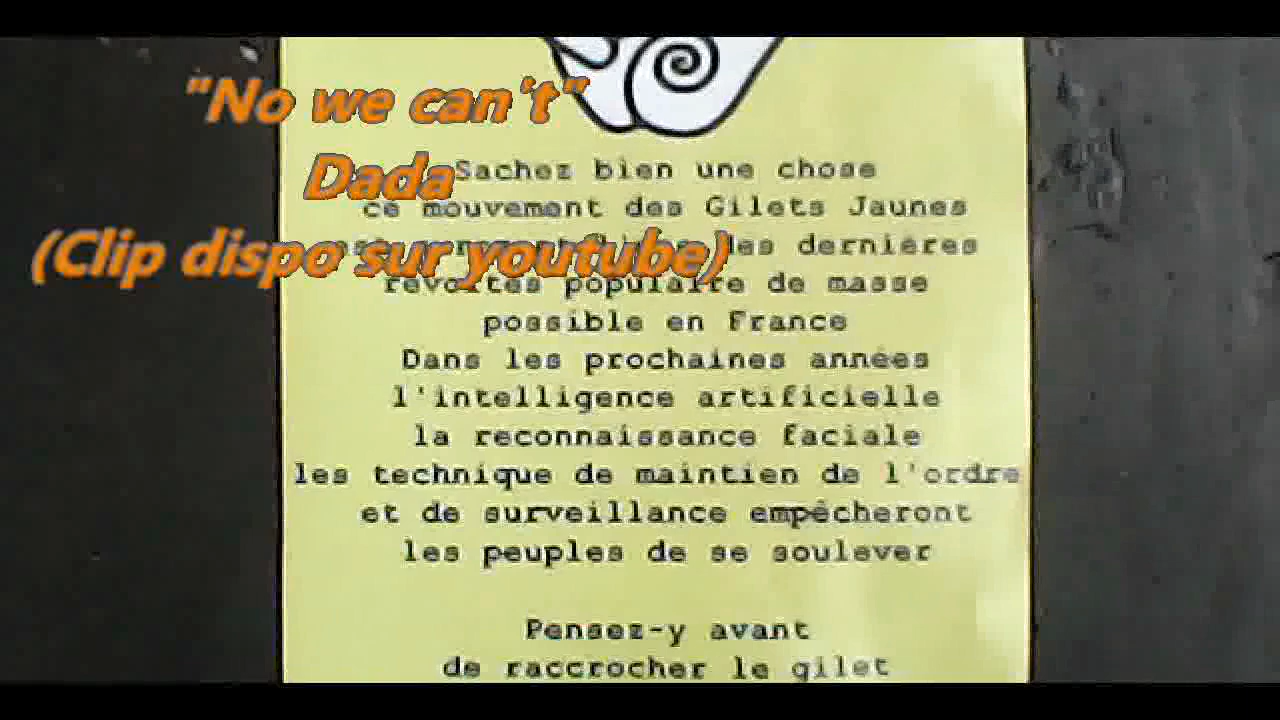 "No we can't"
Dada
(Clip dispo sur youtube)
Sachez bien une chose
ce mouvement des Gilets Jaunes
des dernières
révoltes populaire de masse
possible en France
Dans les prochaines années
l'intelligence artificielle
la reconnaissance faciale
les technique de maintien de l'ordre
et de surveillance empêcheront
les peuples de se soulever
Pensez-y avant
de raccrocher le gilet